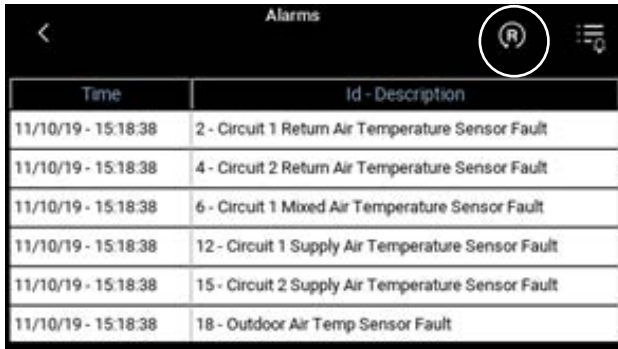 Alarms
R
Time Id - Description
11/10/19 - 15:18:38 2 - Circuit 1 Return Air Temperature Sensor Fault
11/10/19 - 15:18:38 4 - Circuit 2 Return Air Temperature Sensor Fault
11/10/19 - 15:18:38 6 - Circuit 1 Mixed Air Temperature Sensor Fault
11/10/19 - 15:18:38 12 - Circuit 1 Supply Air Temperature Sensor Fault
11/10/19 - 15:18:38 15 - Circuit 2 Supply Air Temperature Sensor Fault
11/10/19 - 15:18:38 18 - Outdoor Air Temp Sensor Fault